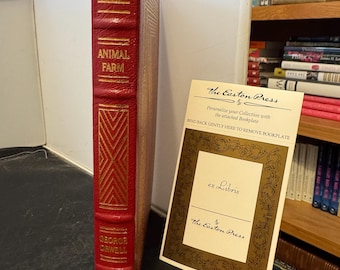 ANIMAL
FARM
GEORGE
ORWELL
The Easton Press
Personalize your Collection with
the attached Bookplate
BEND BACK GENTLY HERE TO REMOVE BOOKPLATE
ex Libris
The Easton Press